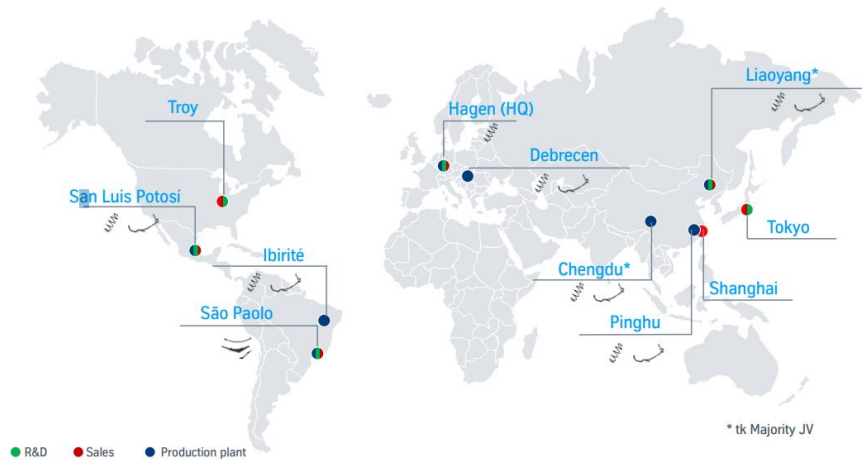 Liaoyang*
Troy
Hagen (HQ)
Debrecen
San Luis Potosí
Tokyo
Ibirité
Chengdu*
Shanghai
São Paolo
Pinghu
* tk Majority JV
R&D Sales Production plant